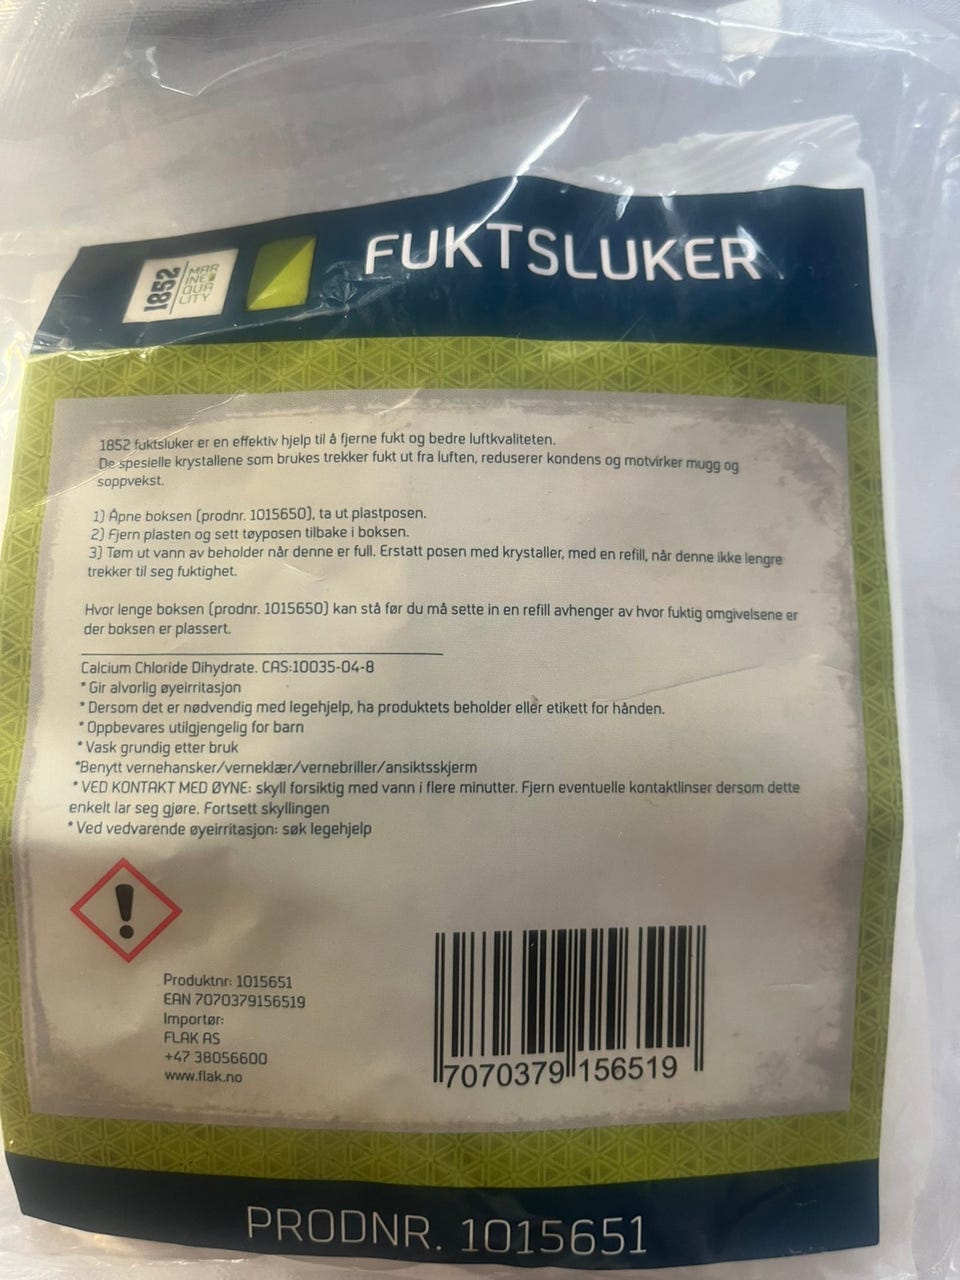 1852
MAR
INE
QUA
LITY
FUKTSLUKER
1852 fuktsluker er en effektiv hjelp til å fjerne fukt og bedre luftkvaliteten.
De spesielle krystallene som brukes trekker fukt ut fra luften, reduserer kondens og motvirker mugg og
soppvekst.
1) Åpne boksen (prodnr. 1015650), ta ut plastposen.
2) Fjern plasten og sett tøyposen tilbake i boksen.
3) Tøm ut vann av beholder når denne er full. Erstatt posen med krystaller, med en refill, når denne ikke lengre
trekker til seg fuktighet.
Hvor lenge boksen (prodnr. 1015650) kan stå før du må sette in en refill avhenger av hvor fuktig omgivelsene er
der boksen er plassert.
Calcium Chloride Dihydrate. CAS:10035-04-8
* Gir alvorlig øyeirritasjon
* Dersom det er nødvendig med legehjelp, ha produktets beholder eller etikett for hånden.
* Oppbevares utilgjengelig for barn
* Vask grundig etter bruk
*Benytt vernehansker/verneklær/vernebriller/ansiktsskjerm
* VED KONTAKT MED ØYNE: skyll forsiktig med vann i flere minutter. Fjern eventuelle kontaktlinser dersom dette
enkelt lar seg gjøre. Fortsett skyllingen
* Ved vedvarende øyeirritasjon: søk legehjelp
Produktnr: 1015651
EAN 7070379156519
Importør:
FLAK AS
+47 38056600
www.flak.no
7070379 156519
PRODNR. 1015651